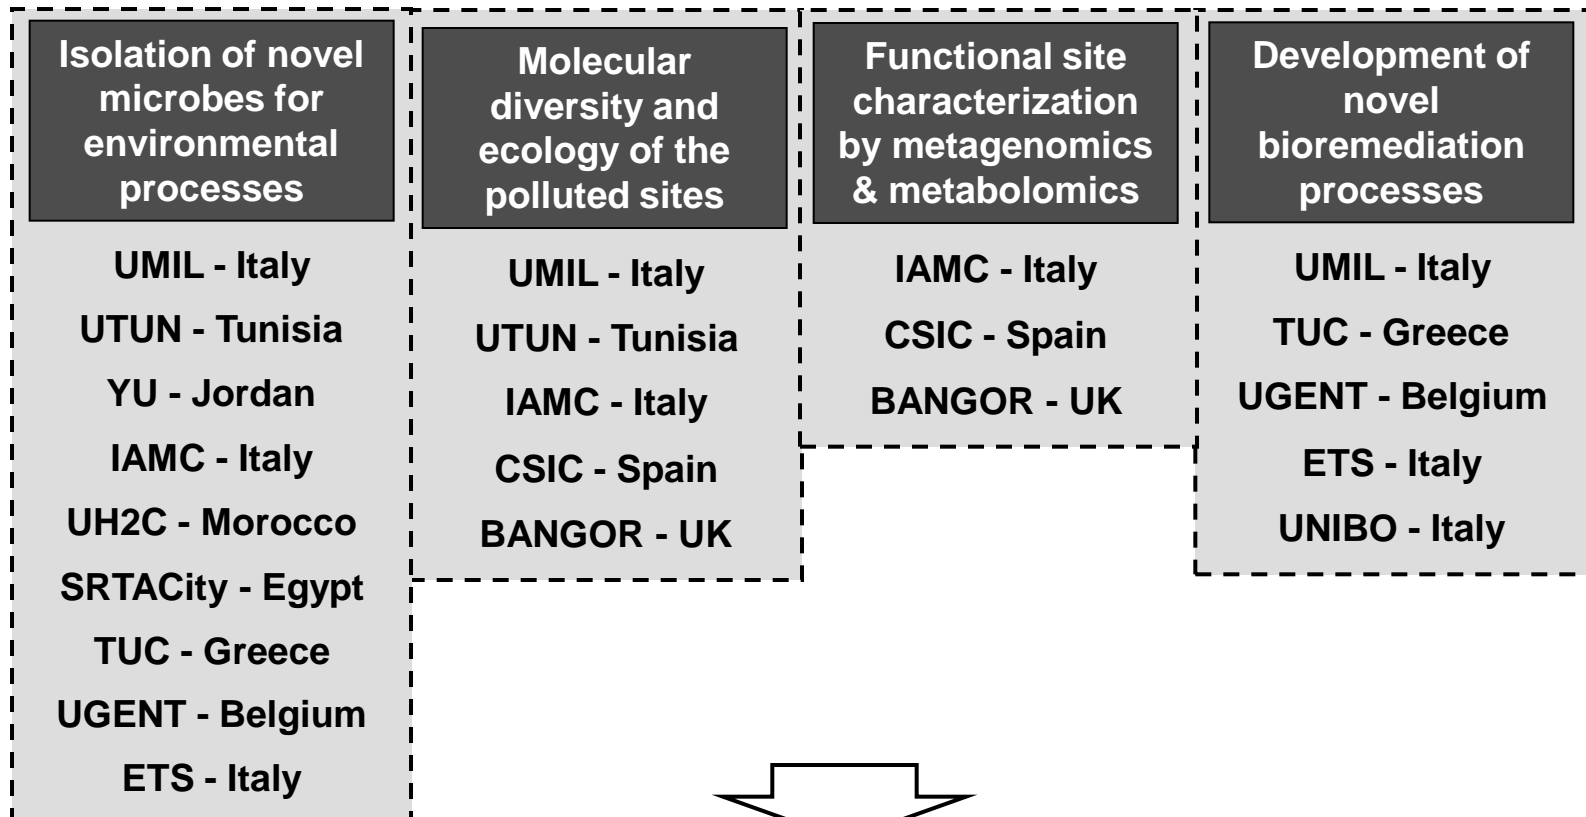 Isolation of novel
microbes for
environmental
processes
UMIL - Italy
UTUN - Tunisia
YU - Jordan
IAMC - Italy
UH2C - Morocco
SRTACity - Egypt
TUC - Greece
UGENT - Belgium
ETS - Italy
Molecular
diversity and
ecology of the
polluted sites
UMIL - Italy
UTUN - Tunisia
IAMC - Italy
CSIC - Spain
BANGOR - UK
Functional site
characterization
by metagenomics
& metabolomics
IAMC - Italy
CSIC - Spain
BANGOR - UK
Development of
novel
bioremediation
processes
UMIL - Italy
TUC - Greece
UGENT - Belgium
ETS - Italy
UNIBO - Italy